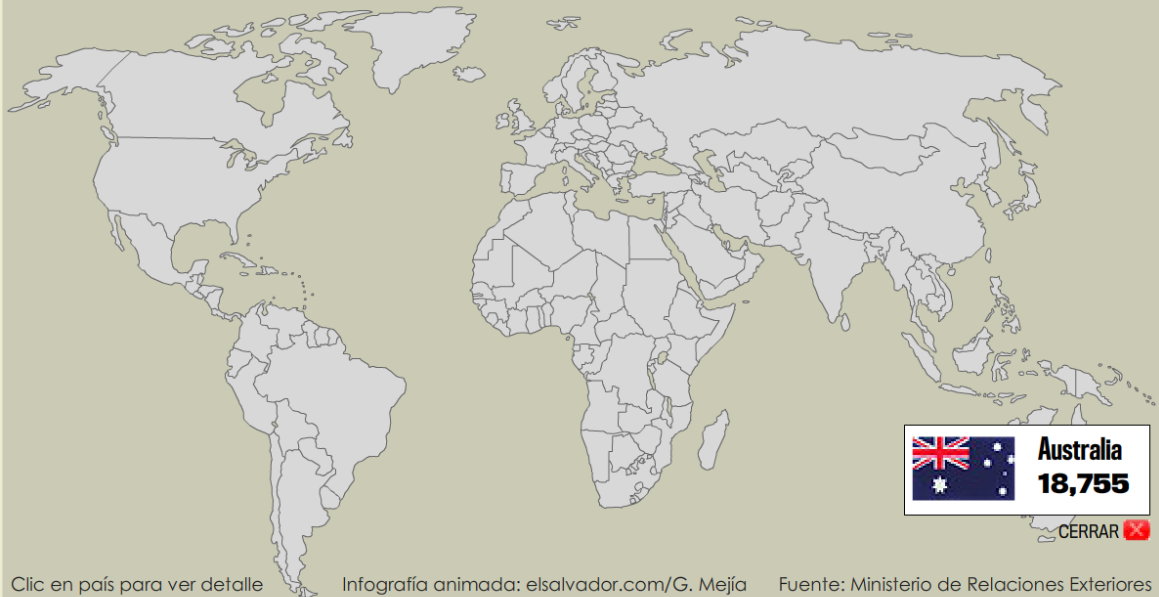 Australia
18,755
CERRAR
Clic en país para ver detalle
Infografía animada: elsalvador.com/G. Mejía
Fuente: Ministerio de Relaciones Exteriores